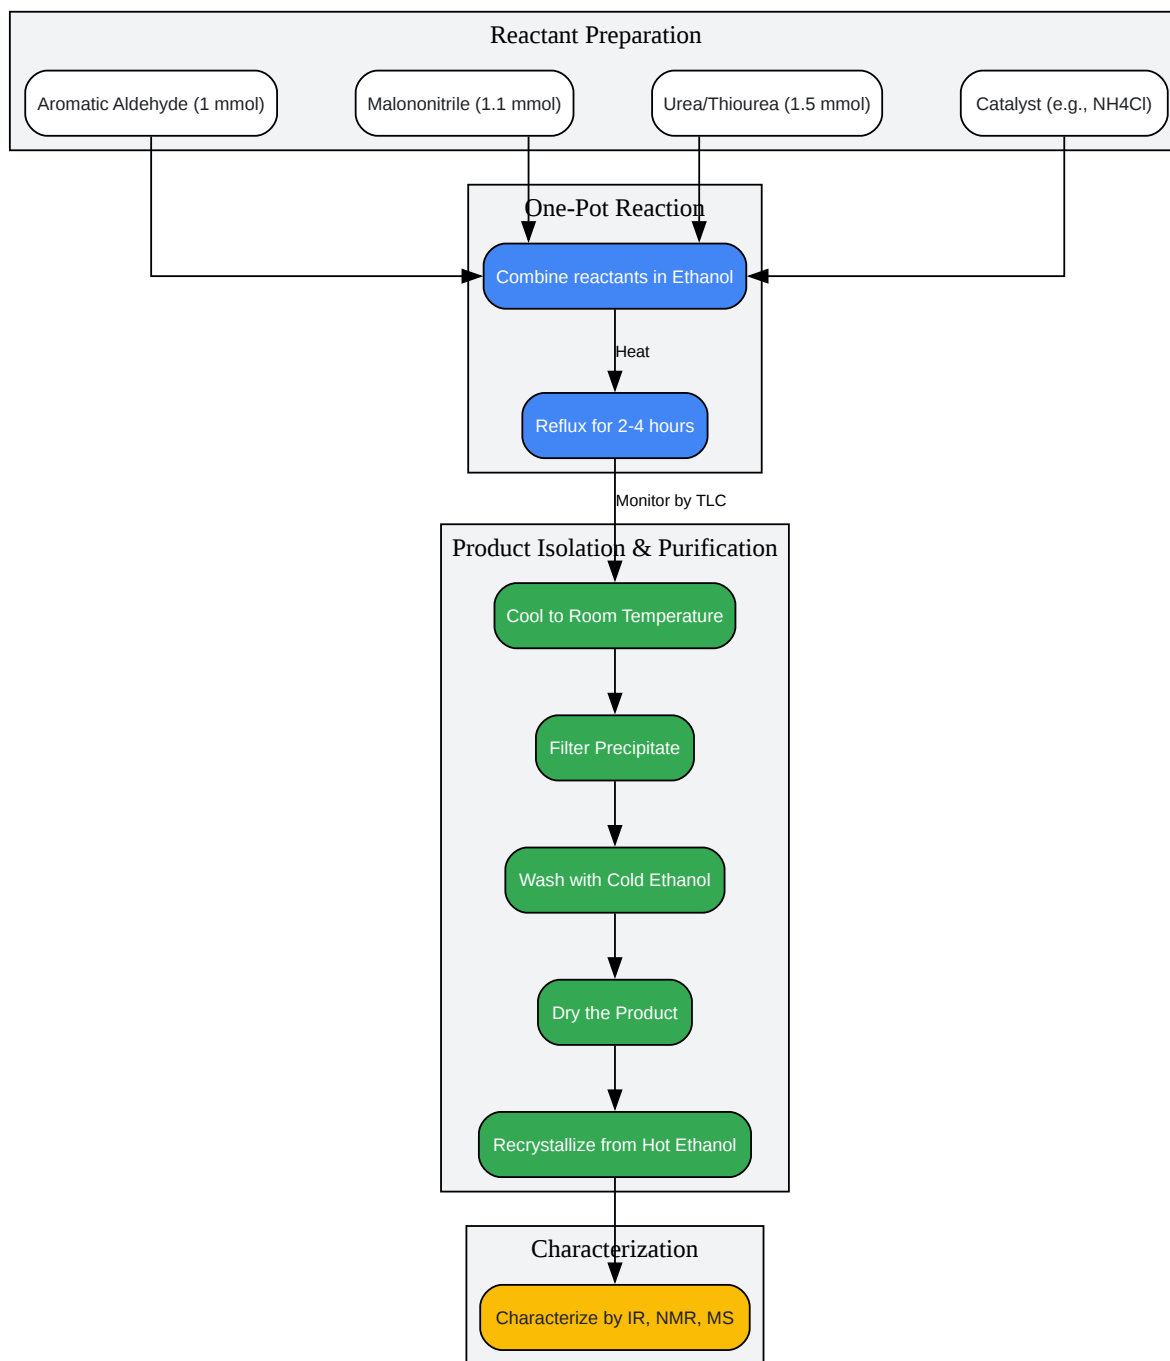 Reactant Preparation
Aromatic Aldehyde (1 mmol)
Malononitrile (1.1 mmol)
Urea/Thiourea (1.5 mmol)
Catalyst (e.g., NH4Cl)
One-Pot Reaction
Combine reactants in Ethanol
Heat
Reflux for 2-4 hours
Monitor by TLC
Product Isolation & Purification
Cool to Room Temperature
Filter Precipitate
Wash with Cold Ethanol
Dry the Product
Recrystallize from Hot Ethanol
Characterization
Characterize by IR, NMR, MS